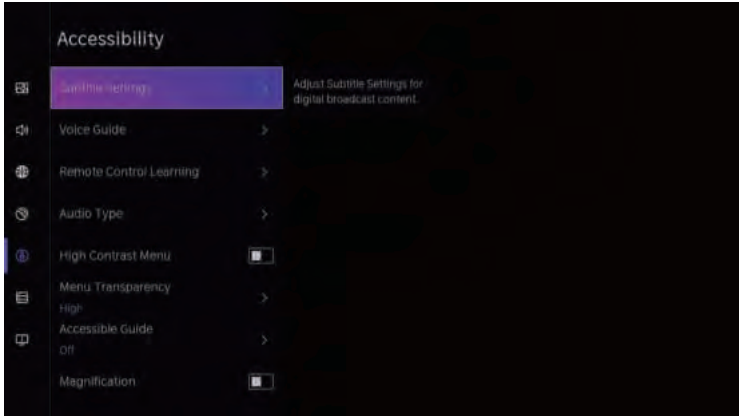 Accessibility
Subtitle Settings
Adjust Subtitle Settings for
digital broadcast content.
Voice Guide
Remote Control Learning
Audio Type
High Contrast Menu
Menu Transparency
High
Accessible Guide
Off
Magnification